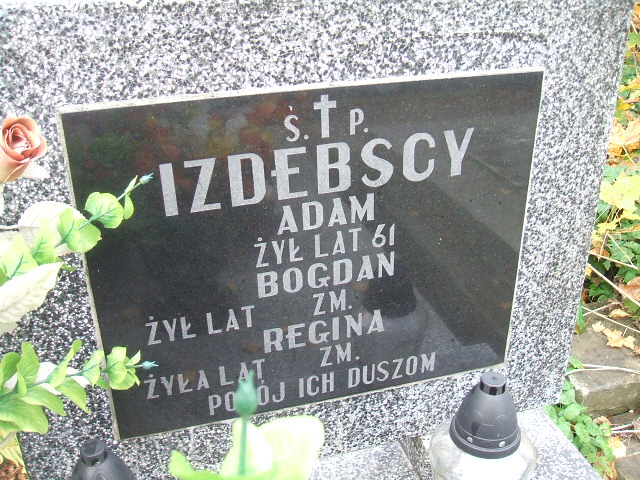 Ś. P.
IZDEBSCY
ADAM
ŻYŁ LAT 61
BOGDAN
ŻYŁ LAT ZM.
REGINA
ŻYŁA LAT ZM.
POKÓJ ICH DUSZOM